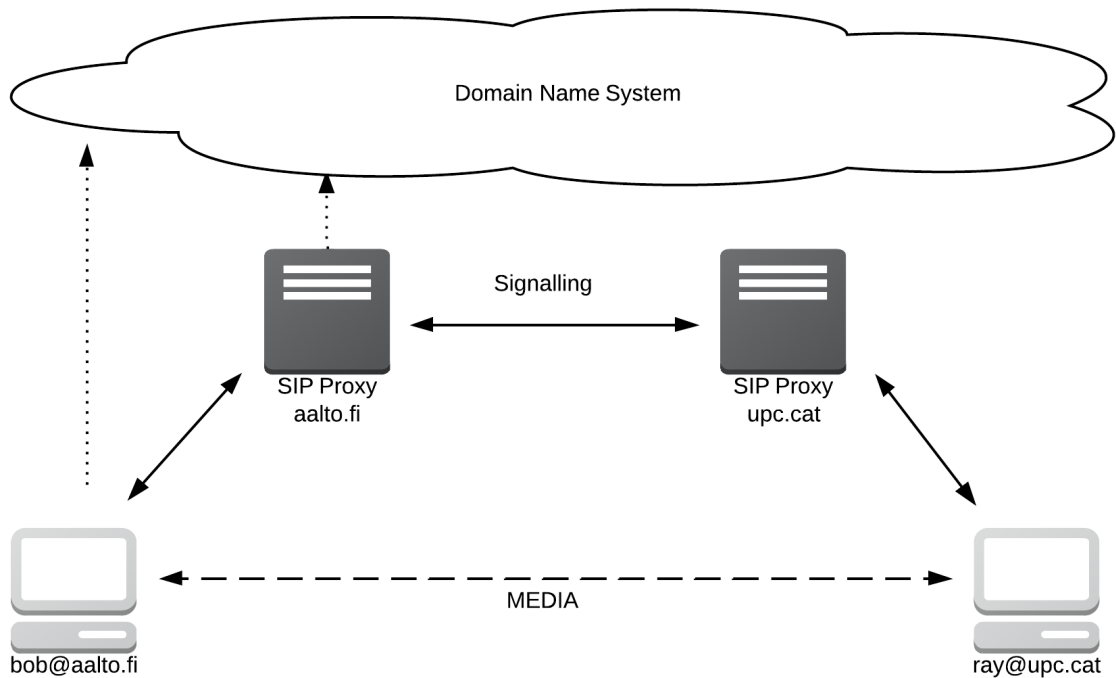 Domain Name System
Signalling
SIP Proxy
aalto.fi
SIP Proxy
upc.cat
MEDIA
bob@aalto.fi
ray@upc.cat